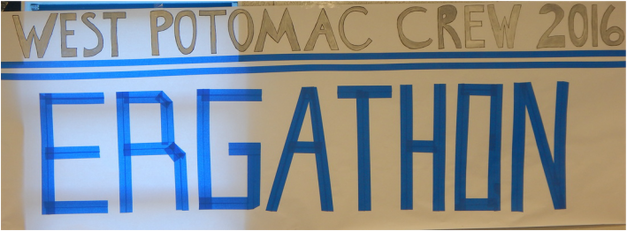 WEST POTOMAC CREW 2016
ERGATHON